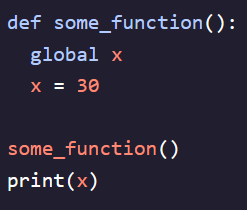 def some_function():
  global x
  x = 30

some_function()
print(x)